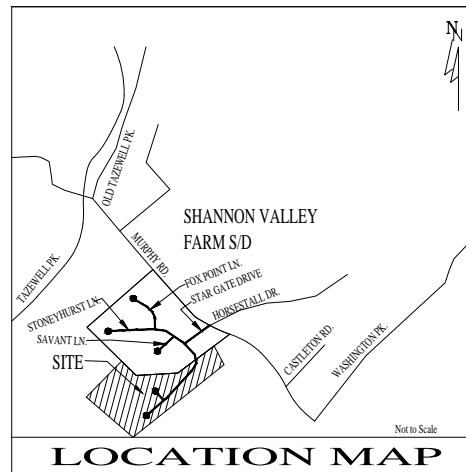 N
OLD TAZEWELL PK.
SHANNON VALLEY
FARM S/D
MURPHY RD.
TAZEWELL PK.
FOX POINT LN.
STAR GATE DRIVE
HORSESTALL DR.
STONEYHURST LN.
SAVANT LN.
SITE
CASTLETON RD.
WASHINGTON PK.
Not to Scale
LOCATION MAP